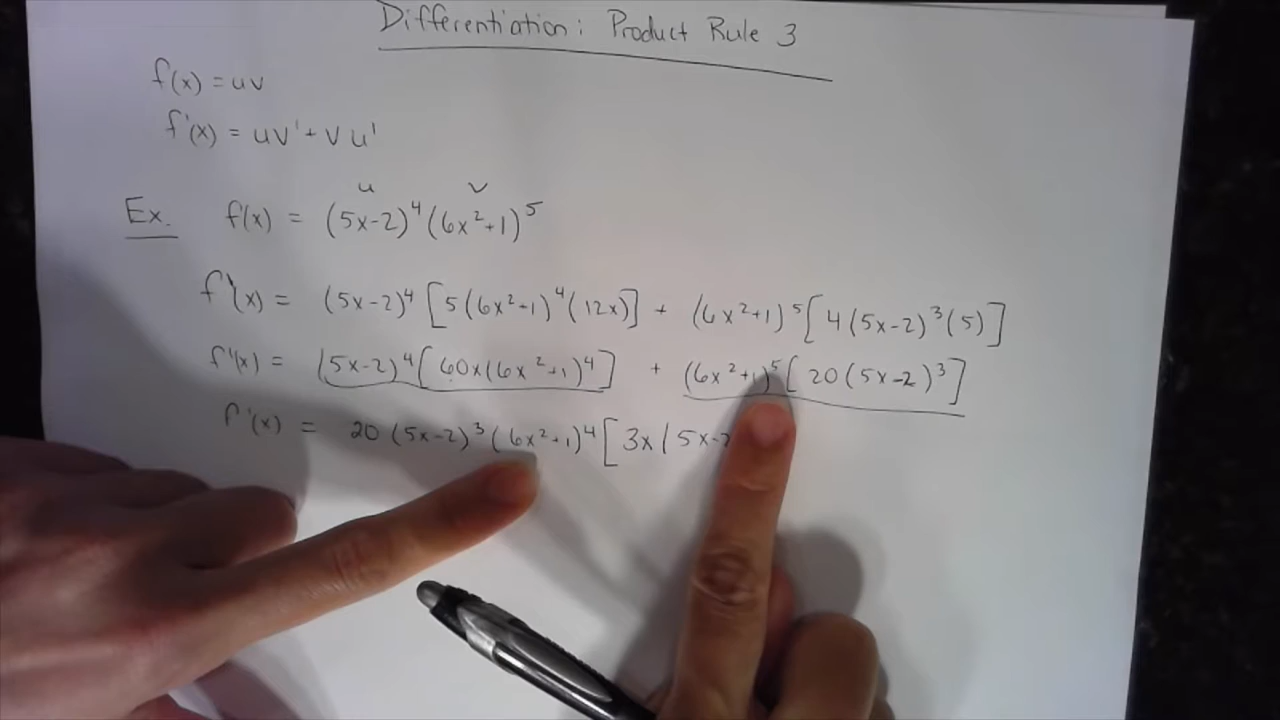 Differentiation: Product Rule 3
f(x) = uv
f'(x) = uv' + vu'
u v
Ex. f(x) = (5x-2)⁴(6x²+1)⁵
f'(x) = (5x-2)⁴[5(6x²+1)⁴(12x)] + (6x²+1)⁵[4(5x-2)³(5)]
f'(x) = (5x-2)⁴[60x(6x²+1)⁴] + (6x²+1)⁵[20(5x-2)³]
f'(x) = 20(5x-2)³(6x²+1)⁴[3x(5x-2